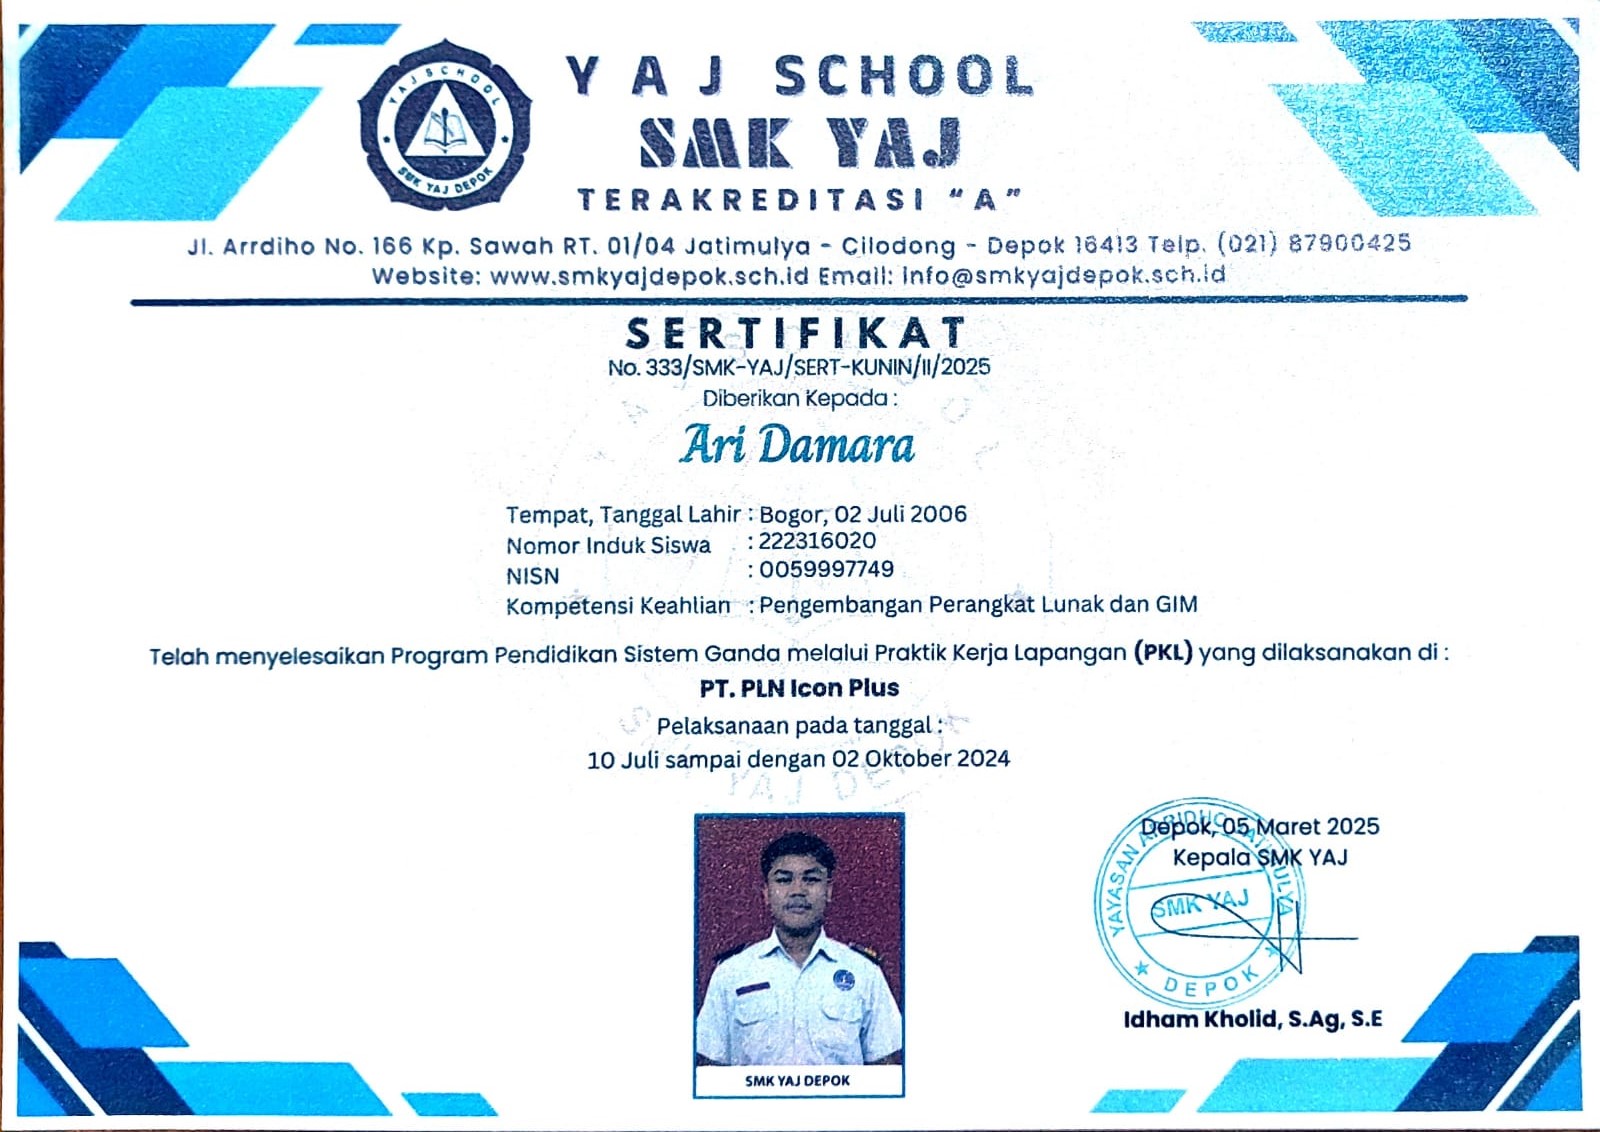 YAJ SCHOOL
SMK YAJ DEPOK
YAJ SCHOOL
SMK YAJ
TERAKREDITASI "A"
Jl. Arrdiho No. 166 Kp. Sawah RT. 01/04 Jatimulya - Cilodong - Depok 16413 Telp. (021) 87900425
Website: www.smkyajdepok.sch.id Email: info@smkyajdepok.sch.id
SERTIFIKAT
No. 333/SMK-YAJ/SERT-KUNIN/II/2025
Diberikan Kepada :
Ari Damara
Tempat, Tanggal Lahir : Bogor, 02 Juli 2006
Nomor Induk Siswa : 222316020
NISN : 0059997749
Kompetensi Keahlian : Pengembangan Perangkat Lunak dan GIM
Telah menyelesaikan Program Pendidikan Sistem Ganda melalui Praktik Kerja Lapangan (PKL) yang dilaksanakan di :
PT. PLN Icon Plus
Pelaksanaan pada tanggal :
10 Juli sampai dengan 02 Oktober 2024
Depok, 05 Maret 2025
Kepala SMK YAJ
YAYASAN ARRIDHO JATIMULYA
SMK YAJ
DEPOK
Idham Kholid, S.Ag, S.E
SMK YAJ DEPOK